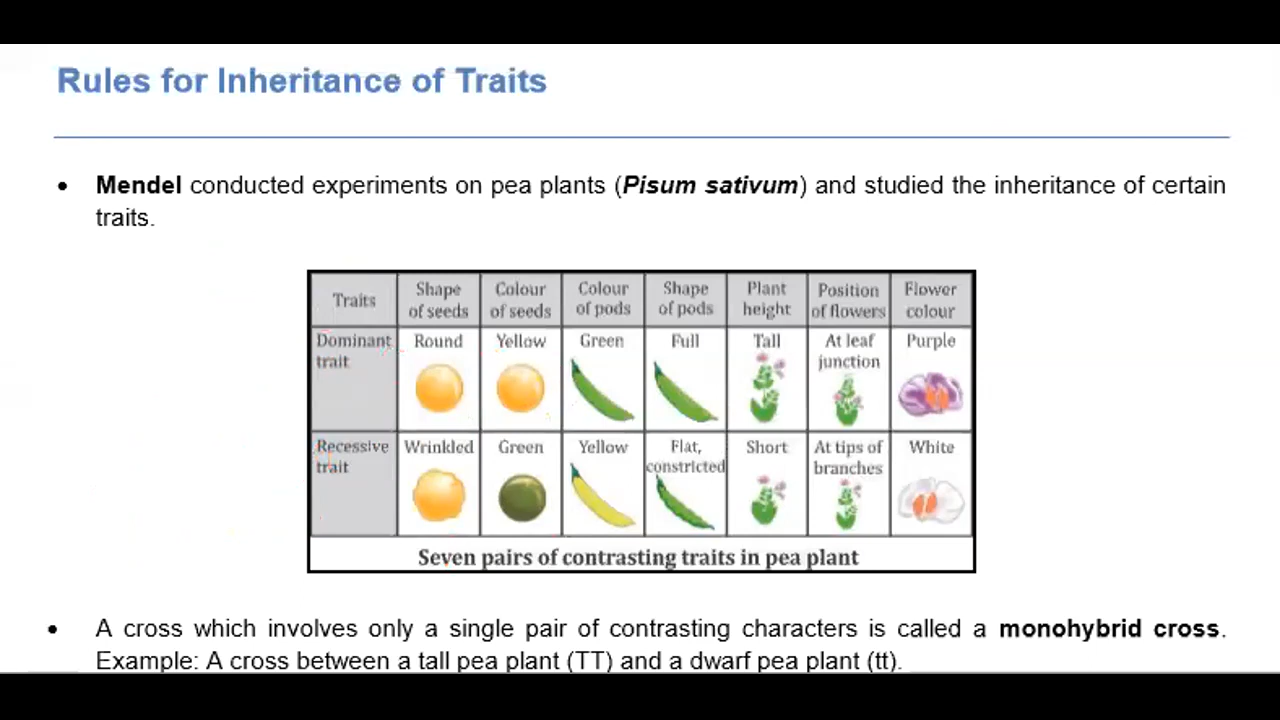 Rules for Inheritance of Traits
• Mendel conducted experiments on pea plants (Pisum sativum) and studied the inheritance of certain
traits.
Traits Shape of seeds Colour of seeds Colour of pods Shape of pods Plant height Position of flowers Flower colour
Dominant trait Round Yellow Green Full Tall At leaf junction Purple
Recessive trait Wrinkled Green Yellow Flat, constricted Short At tips of branches White
Seven pairs of contrasting traits in pea plant
• A cross which involves only a single pair of contrasting characters is called a monohybrid cross.
Example: A cross between a tall pea plant (TT) and a dwarf pea plant (tt).